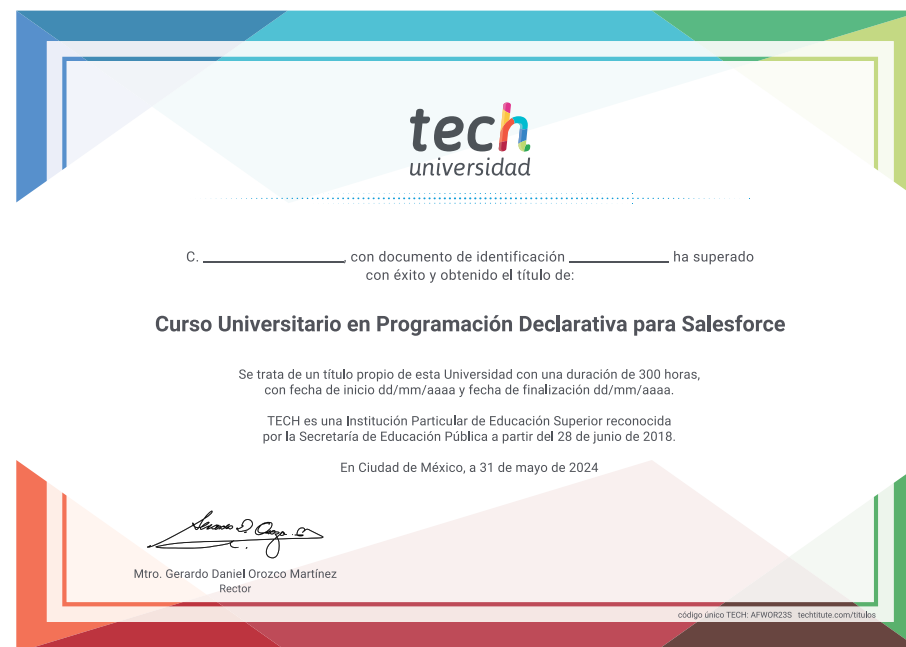 tech
universidad
C. ____________________, con documento de identificación ______________ ha superado
con éxito y obtenido el título de:
Curso Universitario en Programación Declarativa para Salesforce
Se trata de un título propio de esta Universidad con una duración de 300 horas,
con fecha de inicio dd/mm/aaaa y fecha de finalización dd/mm/aaaa.
TECH es una Institución Particular de Educación Superior reconocida
por la Secretaría de Educación Pública a partir del 28 de junio de 2018.
En Ciudad de México, a 31 de mayo de 2024
Mtro. Gerardo Daniel Orozco Martínez
Rector
código único TECH: AFWOR23S techtitute.com/titulos